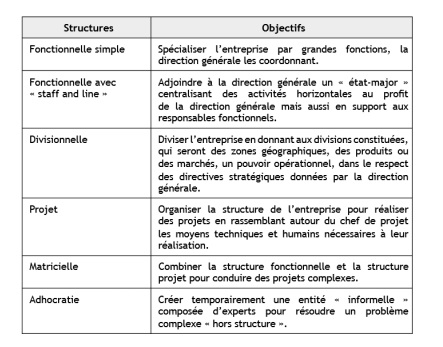 Structures
Objectifs
Fonctionnelle simple
Spécialiser l'entreprise par grandes fonctions, la
direction générale les coordonnant.
Fonctionnelle avec
« staff and line »
Adjoindre à la direction générale un « état-major »
centralisant des activités horizontales au profit
de la direction générale mais aussi en support aux
responsables fonctionnels.
Divisionnelle
Diviser l'entreprise en donnant aux divisions constituées,
qui seront des zones géographiques, des produits ou
des marchés, un pouvoir opérationnel, dans le respect
des directives stratégiques données par la direction
générale.
Projet
Organiser la structure de l'entreprise pour réaliser
des projets en rassemblant autour du chef de projet
les moyens techniques et humains nécessaires à leur
réalisation.
Matricielle
Combiner la structure fonctionnelle et la structure
projet pour conduire des projets complexes.
Adhocratie
Créer temporairement une entité « informelle »
composée d'experts pour résoudre un problème
complexe « hors structure ».